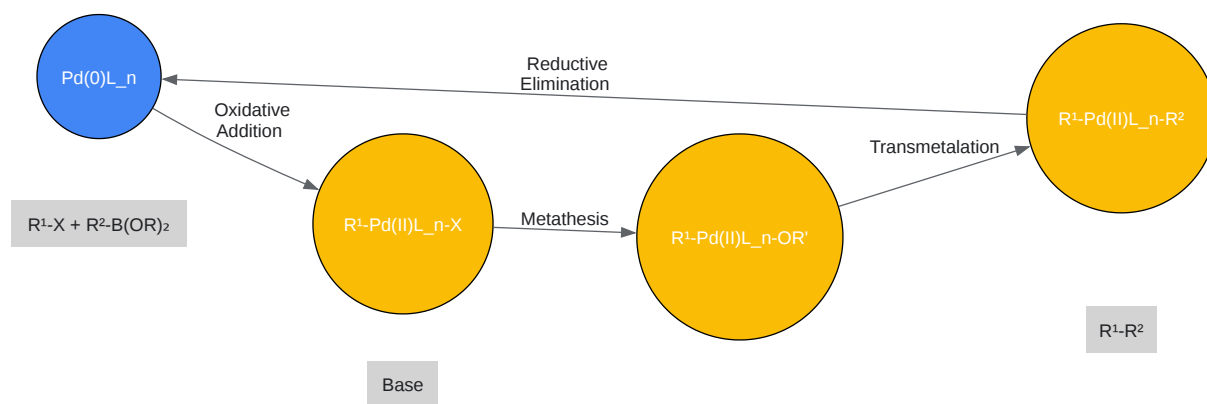 Pd(0)L_n
Oxidative
Addition
Reductive
Elimination
R¹-Pd(II)L_n-R²
Transmetalation
R¹-X + R²-B(OR)₂
R¹-Pd(II)L_n-X
Metathesis
R¹-Pd(II)L_n-OR'
R¹-R²
Base